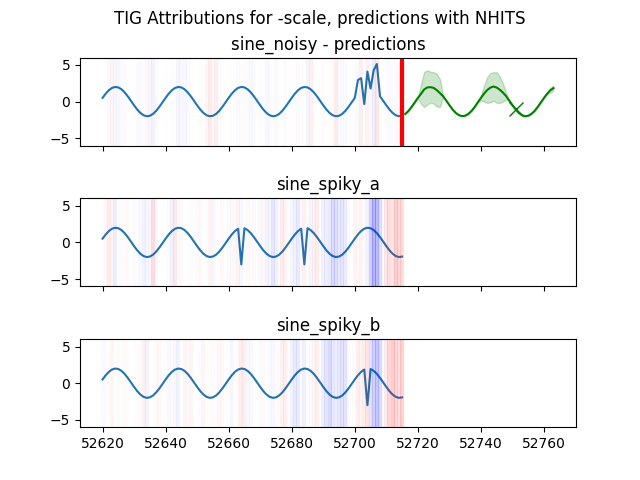 TIG Attributions for -scale, predictions with NHITS
sine_noisy - predictions
5
0
−5
sine_spiky_a
5
0
−5
sine_spiky_b
5
0
−5
52620 52640 52660 52680 52700 52720 52740 52760